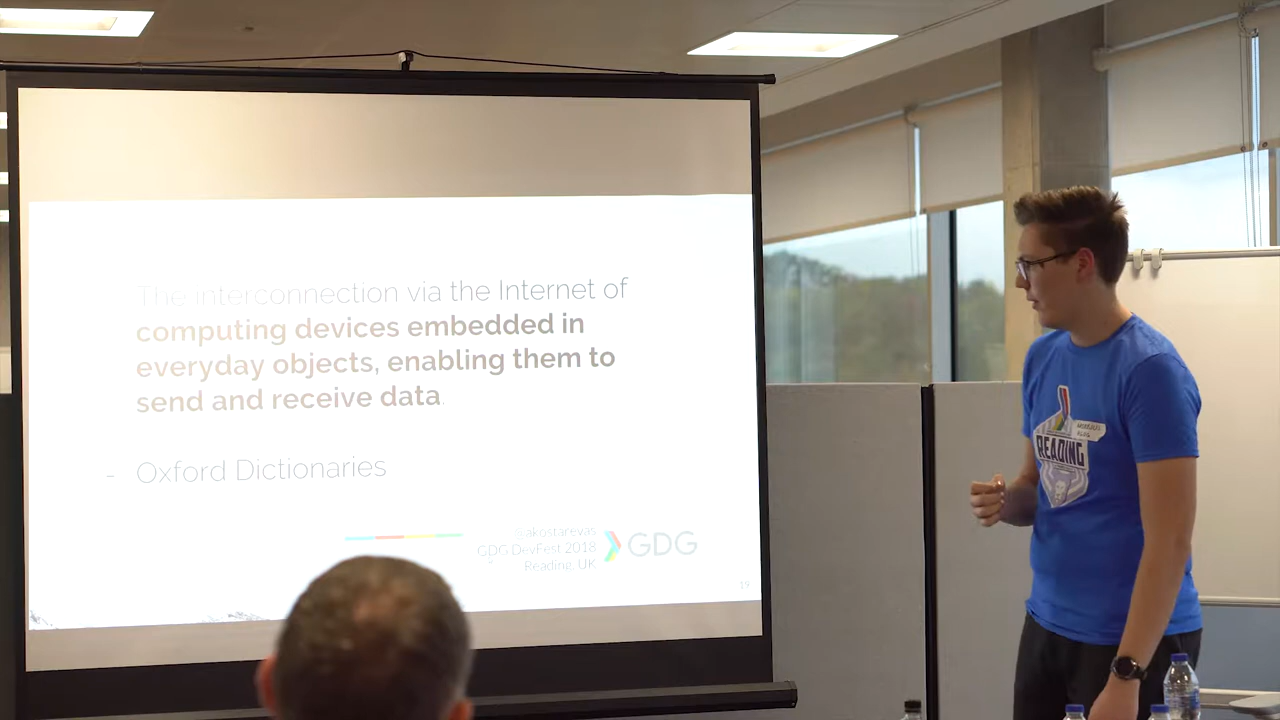 The interconnection via the Internet of
computing devices embedded in
everyday objects, enabling them to
send and receive data.
- Oxford Dictionaries
@akostarevas
GDG DevFest 2018
Reading, UK
GDG
19
READING